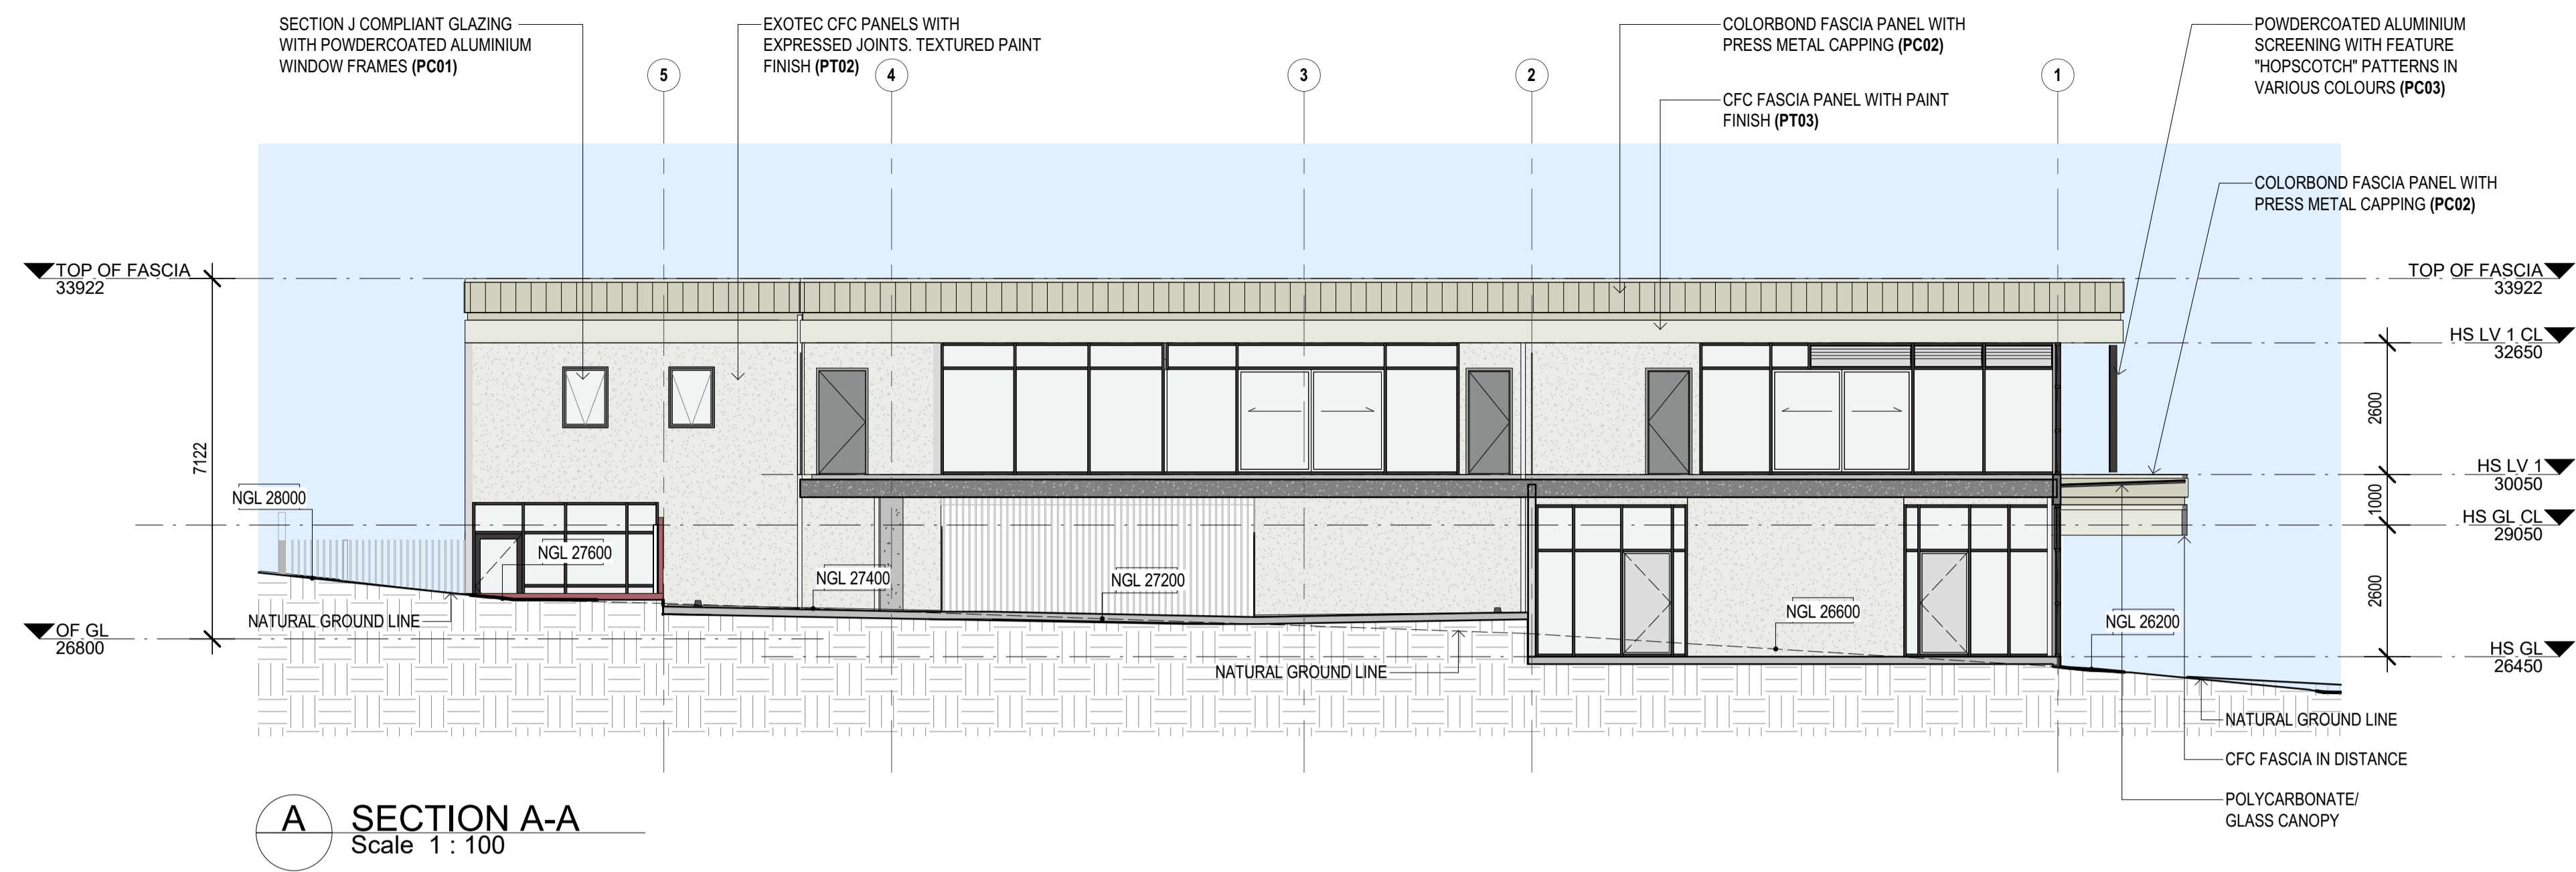 SECTION J COMPLIANT GLAZING
WITH POWDERCOATED ALUMINIUM
WINDOW FRAMES (PC01)
EXOTEC CFC PANELS WITH
EXPRESSED JOINTS. TEXTURED PAINT
FINISH (PT02)
COLORBOND FASCIA PANEL WITH
PRESS METAL CAPPING (PC02)
CFC FASCIA PANEL WITH PAINT
FINISH (PT03)
POWDERCOATED ALUMINIUM
SCREENING WITH FEATURE
"HOPSCOTCH" PATTERNS IN
VARIOUS COLOURS (PC03)
COLORBOND FASCIA PANEL WITH
PRESS METAL CAPPING (PC02)
5
4
3
2
1
TOP OF FASCIA
33922
7122
OF GL
26800
TOP OF FASCIA
33922
HS LV 1 CL
32650
2600
HS LV 1
30050
1000
HS GL CL
29050
2600
HS GL
26450
NGL 28000
NGL 27600
NGL 27400
NGL 27200
NGL 26600
NGL 26200
NATURAL GROUND LINE
NATURAL GROUND LINE
NATURAL GROUND LINE
CFC FASCIA IN DISTANCE
POLYCARBONATE/
GLASS CANOPY
A
SECTION A-A
Scale 1 : 100